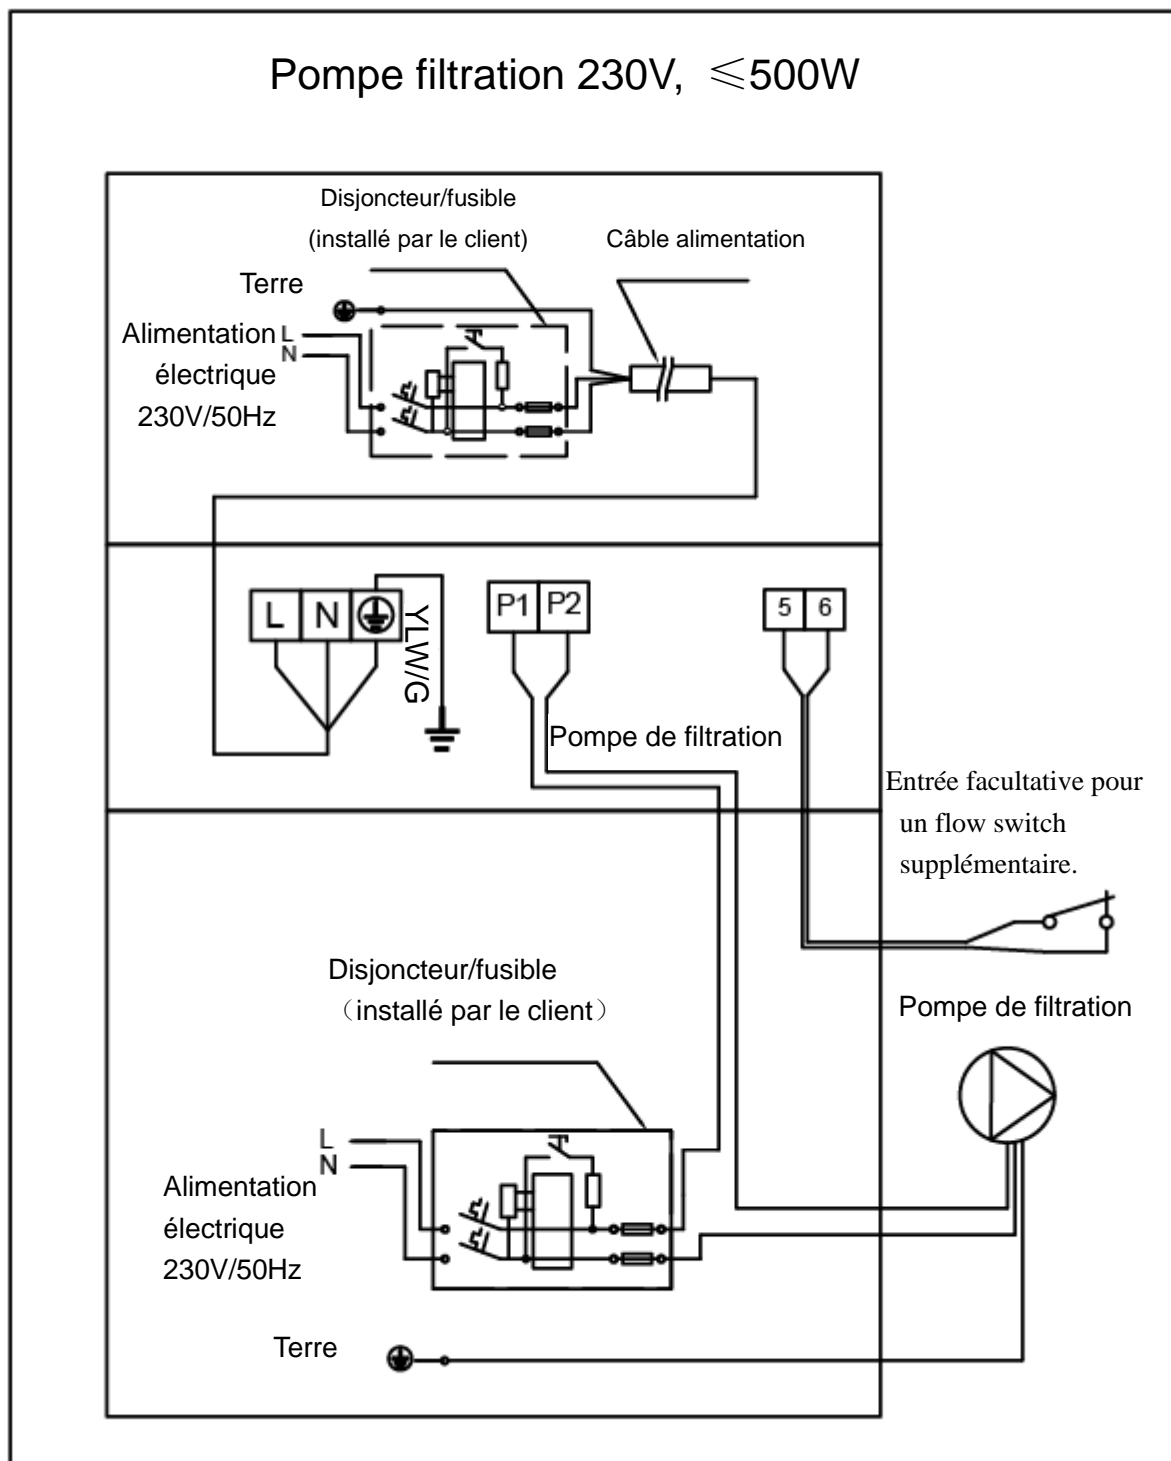 Pompe filtration 230V, ≤500W
Disjoncteur/fusible
(installé par le client)
Câble alimentation
Terre
Alimentation
électrique
230V/50Hz
L
N
L N
YLW/G
P1 P2
5 6
Pompe de filtration
Entrée facultative pour
un flow switch
supplémentaire.
Disjoncteur/fusible
（installé par le client）
Pompe de filtration
L
N
Alimentation
électrique
230V/50Hz
Terre